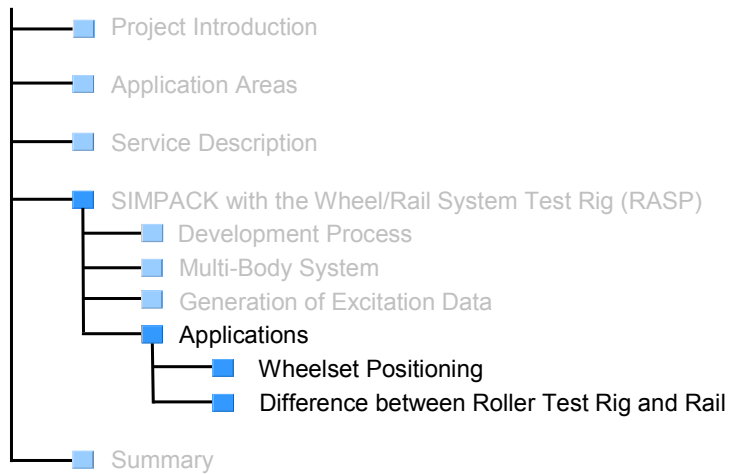 Project Introduction
Application Areas
Service Description
SIMPACK with the Wheel/Rail System Test Rig (RASP)
Development Process
Multi-Body System
Generation of Excitation Data
Applications
Wheelset Positioning
Difference between Roller Test Rig and Rail
Summary